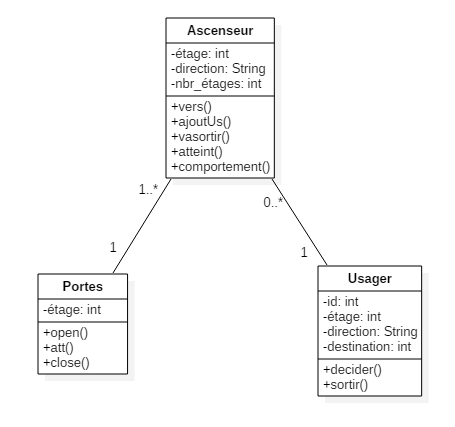 Ascenseur
-étage: int
-direction: String
-nbr_étages: int
+vers()
+ajoutUs()
+vasortir()
+atteint()
+comportement()
1..*
0..*
1
1
Portes
-étage: int
+open()
+att()
+close()
Usager
-id: int
-étage: int
-direction: String
-destination: int
+decider()
+sortir()